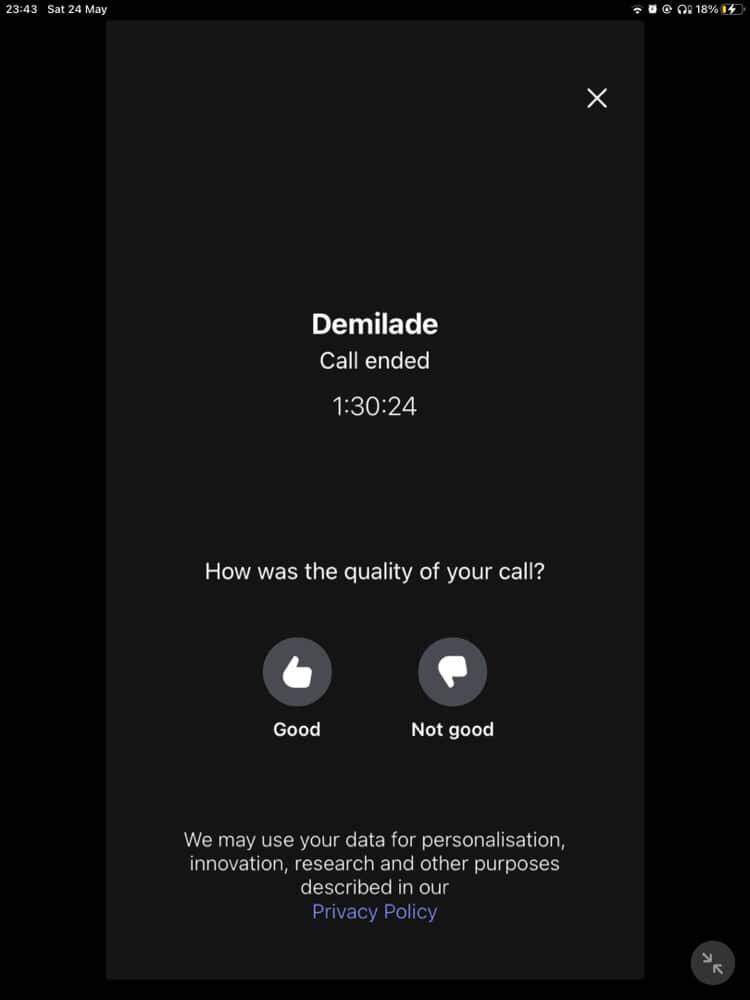 23:43 Sat 24 May 18%
Demilade
Call ended
1:30:24
How was the quality of your call?
Good Not good
We may use your data for personalisation,
innovation, research and other purposes
described in our
Privacy Policy